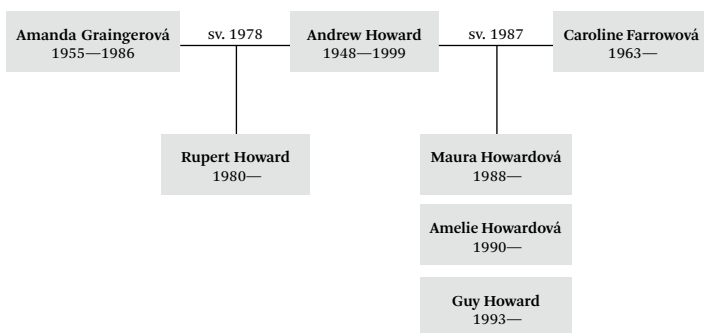 Amanda Graingerová
1955—1986
sv. 1978
Andrew Howard
1948—1999
sv. 1987
Caroline Farrowová
1963—
Rupert Howard
1980—
Maura Howardová
1988—
Amelie Howardová
1990—
Guy Howard
1993—